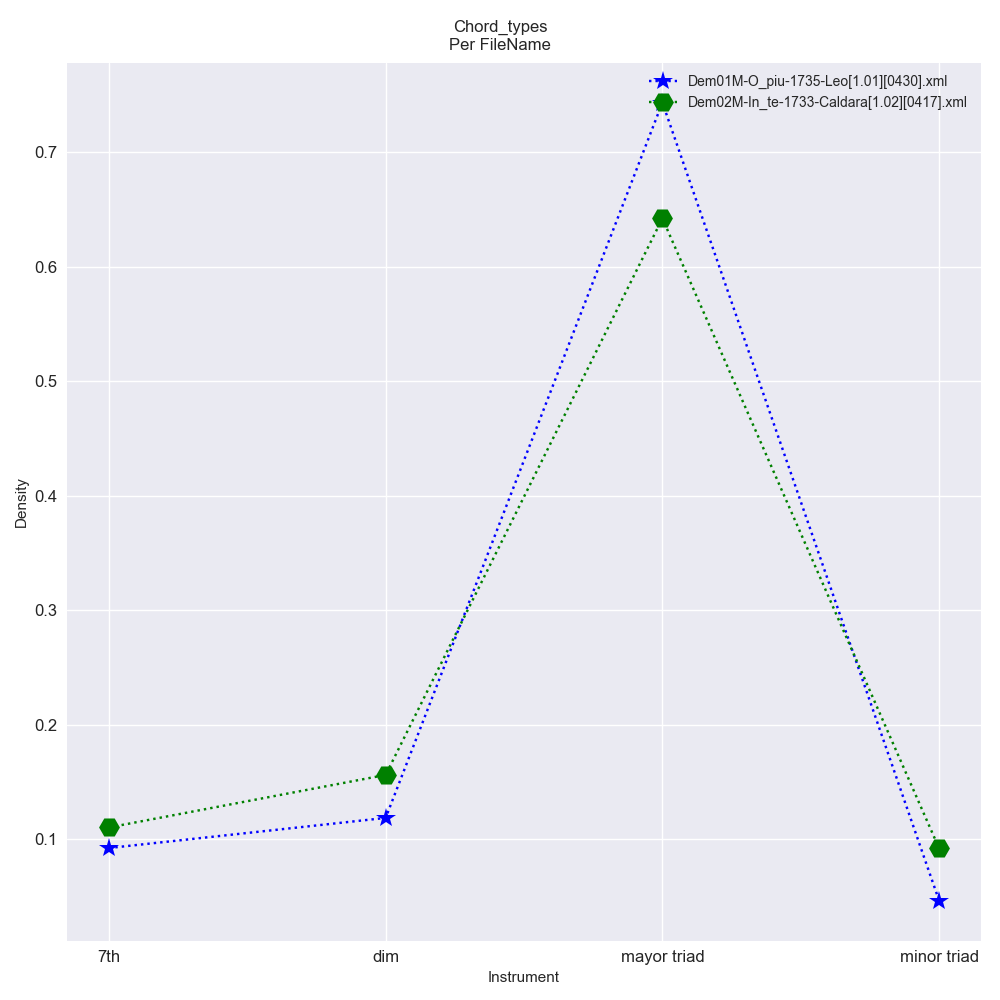 Chord_types
Per FileName
Dem01M-O_piu-1735-Leo[1.01][0430].xml
Dem02M-In_te-1733-Caldara[1.02][0417].xml
0.7
0.6
0.5
0.4
0.3
0.2
0.1
Density
7th dim mayor triad minor triad
Instrument